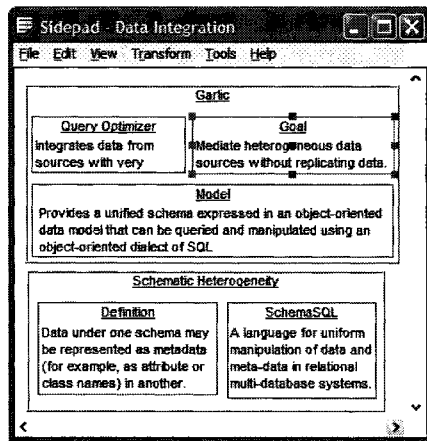 Sidepad - Data Integration
File Edit View Transform Tools Help
Garlic
Query Optimizer
Integrates data from
sources with very
Goal
Mediate heterogeneous data
sources without replicating data.
Model
Provides a unified schema expressed in an object-oriented
data model that can be queried and manipulated using an
object-oriented dialect of SQL
Schematic Heterogeneity
Definition
Data under one schema may
be represented as metadata
(for example, as attribute or
class names) in another.
SchemaSQL
A language for uniform
manipulation of data and
meta-data in relational
multi-database systems.